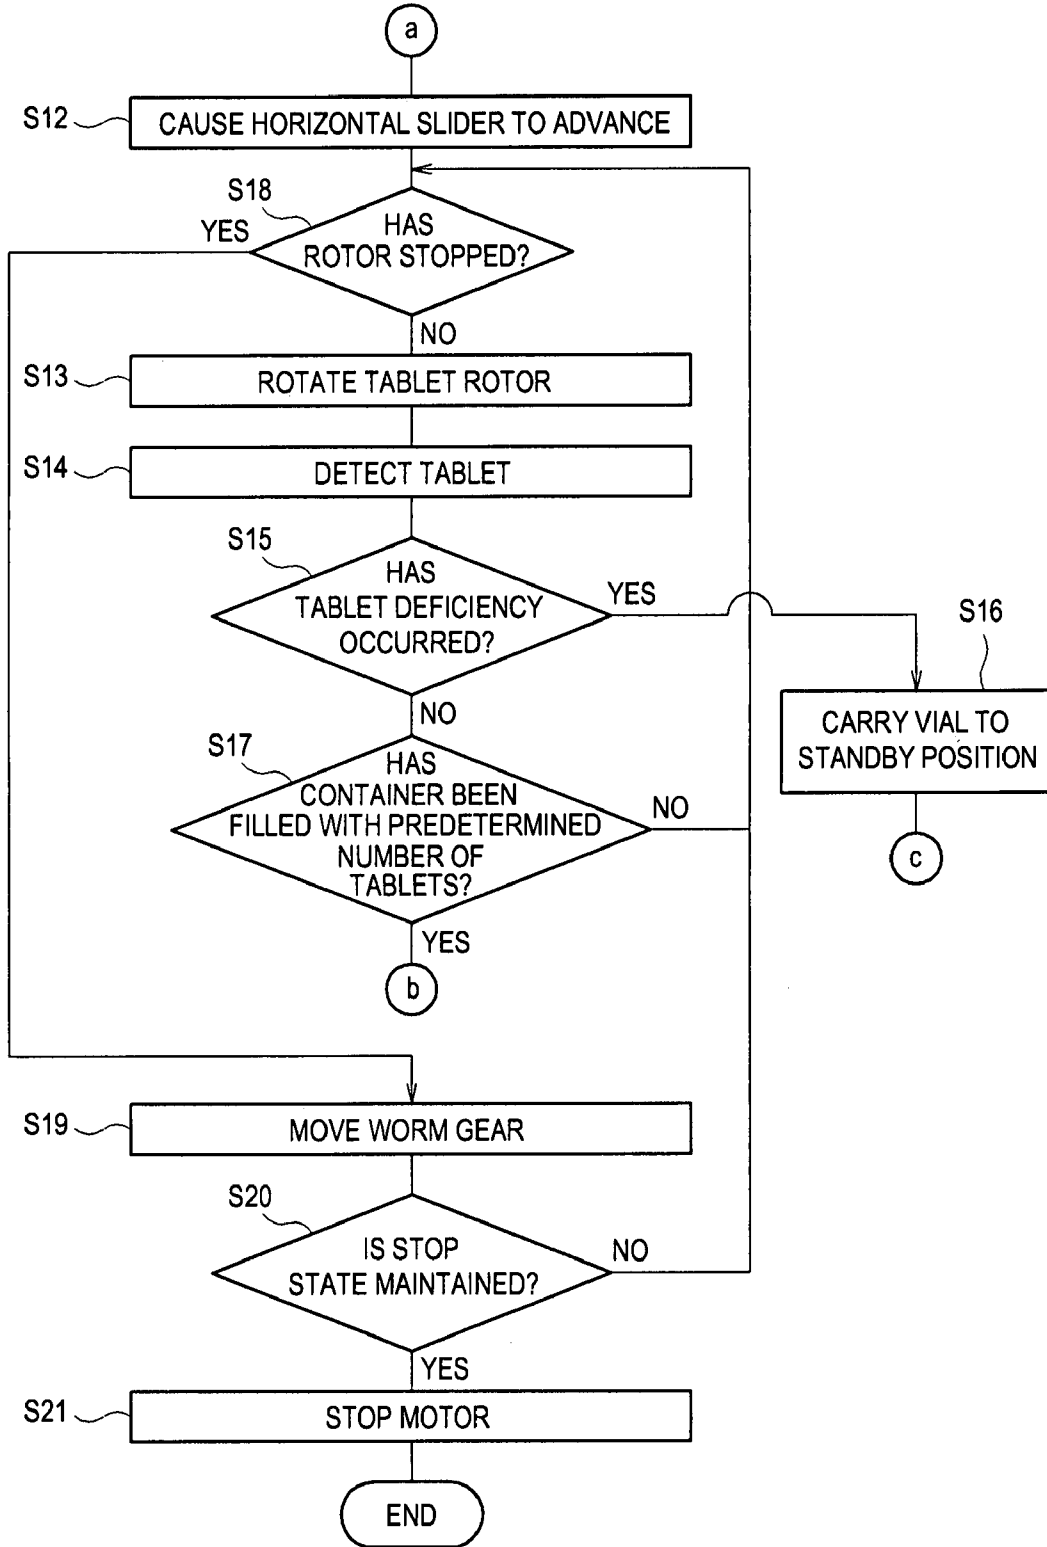 a
S12
CAUSE HORIZONTAL SLIDER TO ADVANCE
S18
YES
HAS
ROTOR STOPPED?
NO
S13
ROTATE TABLET ROTOR
S14
DETECT TABLET
S15
HAS
TABLET DEFICIENCY
OCCURRED?
YES
S16
CARRY VIAL TO
STANDBY POSITION
c
NO
S17
HAS
CONTAINER BEEN
FILLED WITH PREDETERMINED
NUMBER OF
TABLETS?
NO
YES
b
S19
MOVE WORM GEAR
S20
IS STOP
STATE MAINTAINED?
NO
YES
S21
STOP MOTOR
END